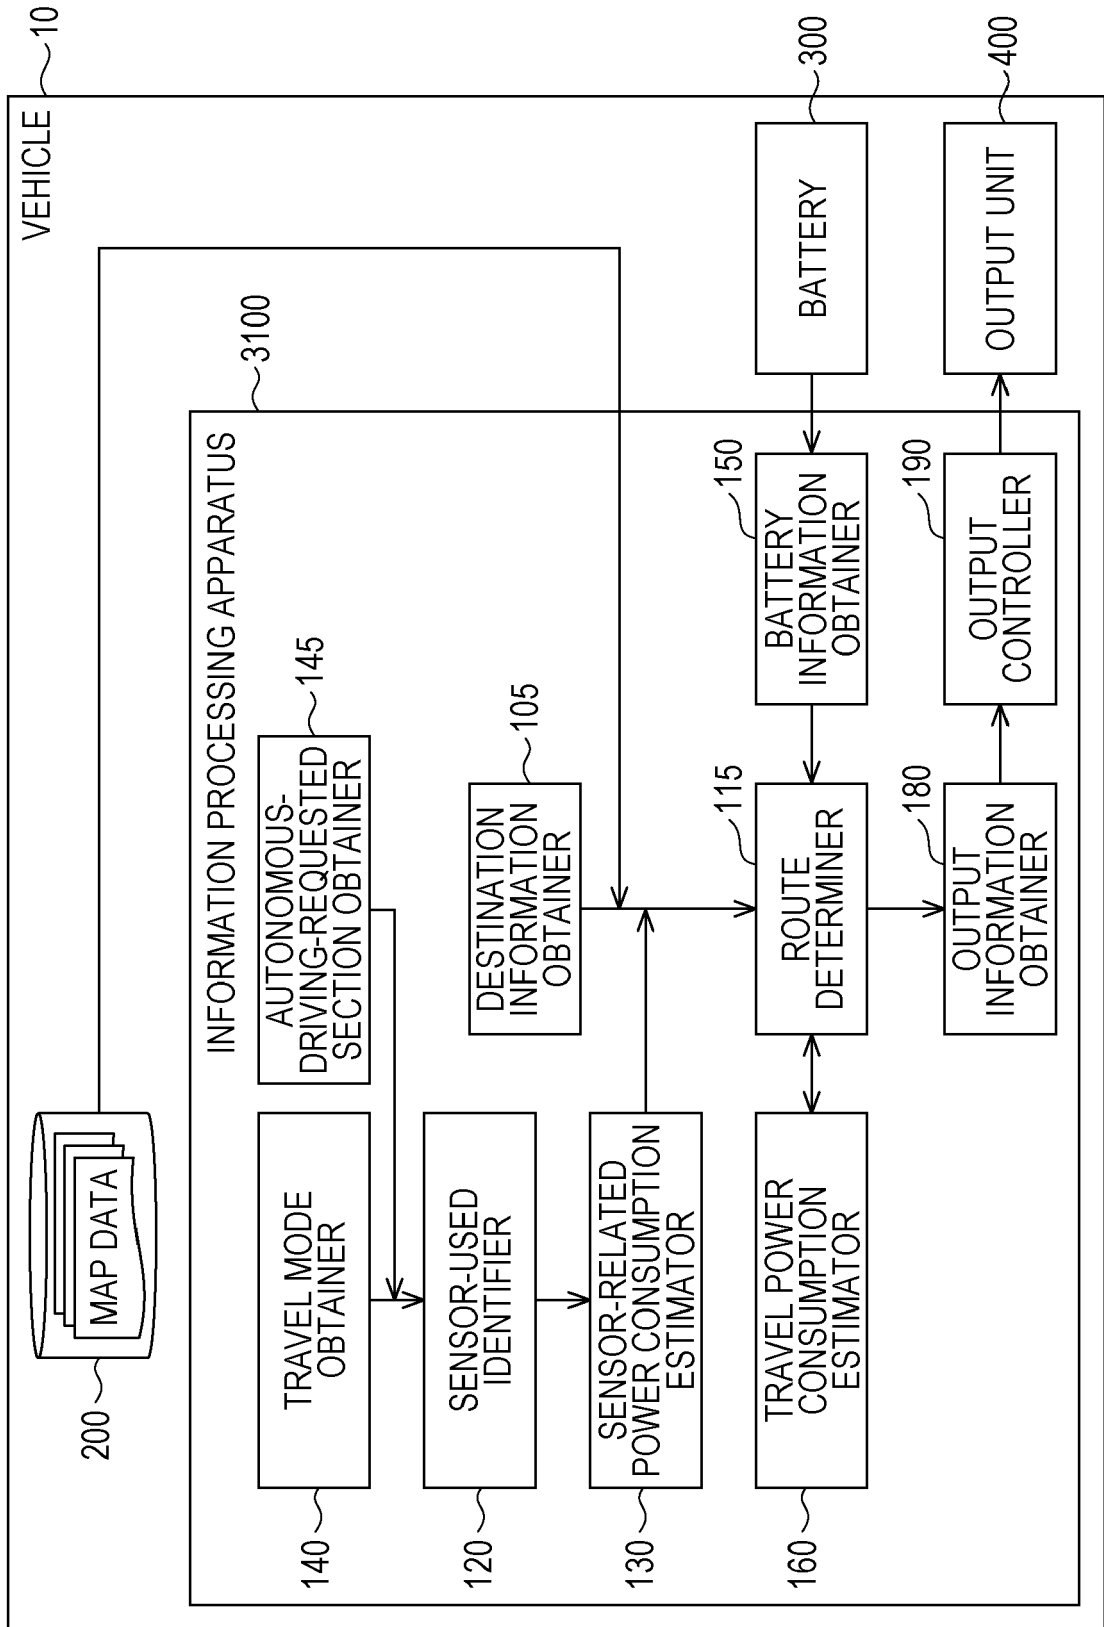 10
VEHICLE
MAP DATA
200
3100
INFORMATION PROCESSING APPARATUS
TRAVEL MODE
OBTAINER
140
AUTONOMOUS-
DRIVING-REQUESTED
SECTION OBTAINER
145
SENSOR-USED
IDENTIFIER
120
DESTINATION
INFORMATION
OBTAINER
105
SENSOR-RELATED
POWER CONSUMPTION
ESTIMATOR
130
TRAVEL POWER
CONSUMPTION
ESTIMATOR
160
ROUTE
DETERMINER
115
BATTERY
INFORMATION
OBTAINER
150
BATTERY
300
OUTPUT
INFORMATION
OBTAINER
180
OUTPUT
CONTROLLER
190
OUTPUT UNIT
400